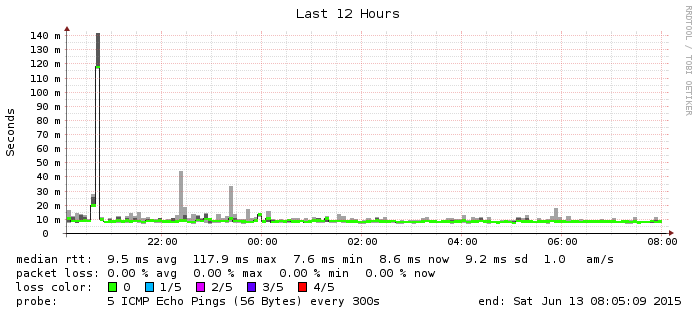 Last 12 Hours
RRDTOOL / TOBI OETIKER
Seconds
140 m
130 m
120 m
110 m
100 m
90 m
80 m
70 m
60 m
50 m
40 m
30 m
20 m
10 m
0
22:00 00:00 02:00 04:00 06:00 08:00
median rtt: 9.5 ms avg 117.9 ms max 7.6 ms min 8.6 ms now 9.2 ms sd 1.0 am/s
packet loss: 0.00 % avg 0.00 % max 0.00 % min 0.00 % now
loss color: 0 1/5 2/5 3/5 4/5
probe: 5 ICMP Echo Pings (56 Bytes) every 300s end: Sat Jun 13 08:05:09 2015